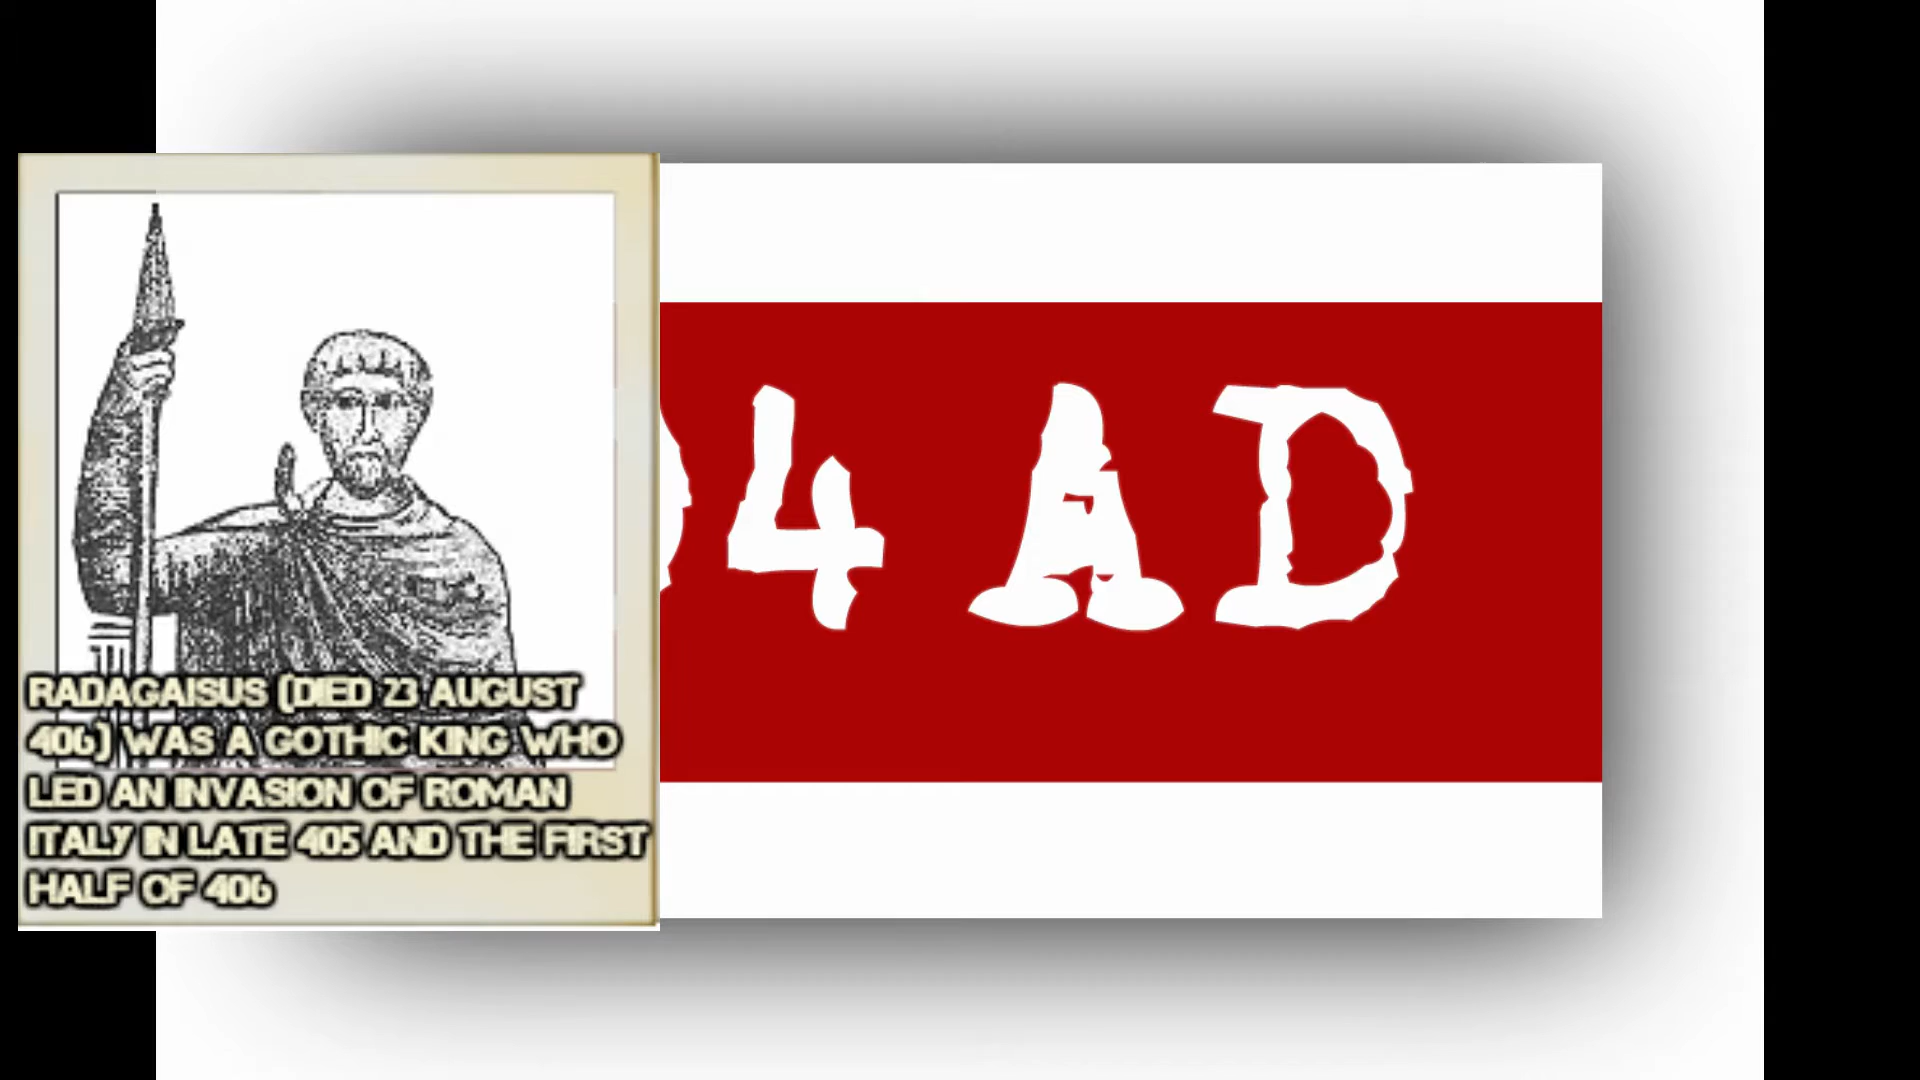 RADAGAISUS (DIED 23 AUGUST
406) WAS A GOTHIC KING WHO
LED AN INVASION OF ROMAN
ITALY IN LATE 405 AND THE FIRST
HALF OF 406
4 AD